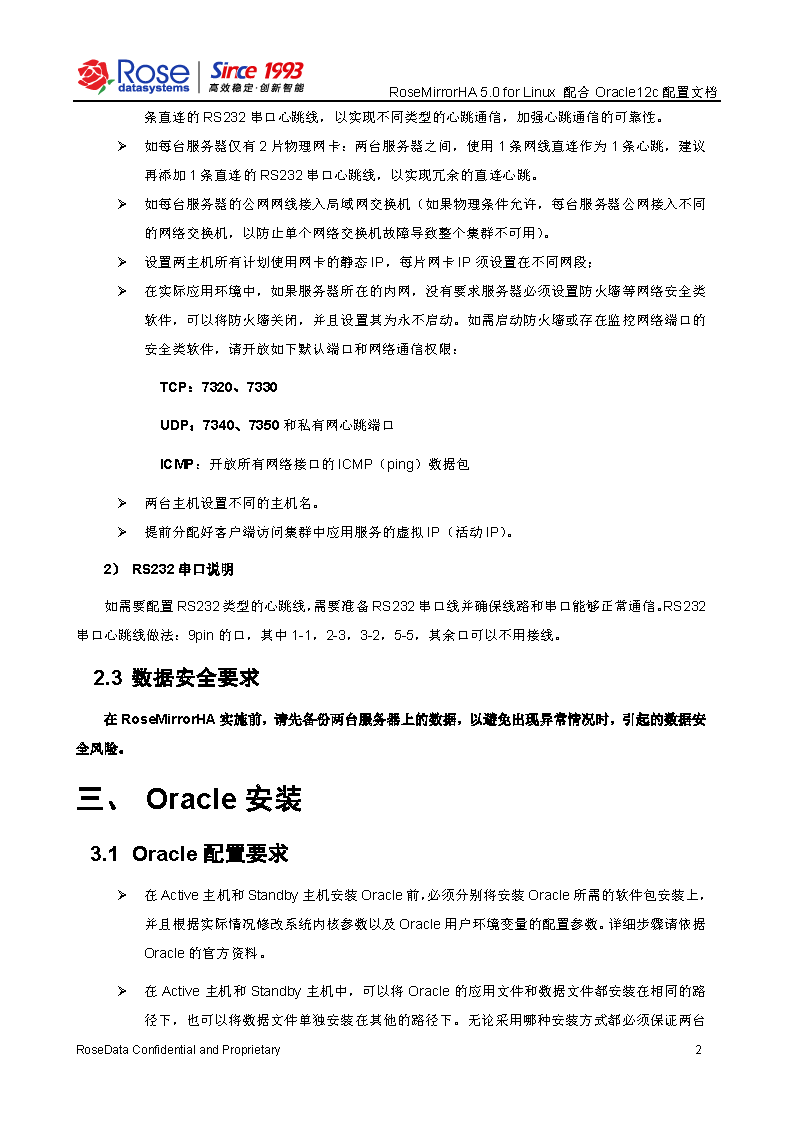 Rose datasystems Since 1993 高效稳定·创新智能
RoseMirrorHA 5.0 for Linux 配合 Oracle12c 配置文档
条直连的 RS232 串口心跳线，以实现不同类型的心跳通信，加强心跳通信的可靠性。
➢ 如每台服务器仅有 2 片物理网卡：两台服务器之间，使用 1 条网线直连作为 1 条心跳，建议
再添加 1 条直连的 RS232 串口心跳线，以实现冗余的直连心跳。
➢ 如每台服务器的公网网线接入局域网交换机（如果物理条件允许，每台服务器公网接入不同
的网络交换机，以防止单个网络交换机故障导致整个集群不可用）。
➢ 设置两主机所有计划使用网卡的静态 IP，每片网卡 IP 须设置在不同网段；
➢ 在实际应用环境中，如果服务器所在的内网，没有要求服务器必须设置防火墙等网络安全类
软件，可以将防火墙关闭，并且设置其为永不启动。如需启动防火墙或存在监控网络端口的
安全类软件，请开放如下默认端口和网络通信权限：
TCP：7320、7330
UDP：7340、7350 和私有网心跳端口
ICMP：开放所有网络接口的 ICMP（ping）数据包
➢ 两台主机设置不同的主机名。
➢ 提前分配好客户端访问集群中应用服务的虚拟 IP（活动 IP）。
2） RS232 串口说明
如需要配置 RS232 类型的心跳线，需要准备 RS232 串口线并确保线路和串口能够正常通信。RS232
串口心跳线做法：9pin 的口，其中 1-1，2-3，3-2，5-5，其余口可以不用接线。
2.3 数据安全要求
在 RoseMirrorHA 实施前，请先备份两台服务器上的数据，以避免出现异常情况时，引起的数据安
全风险。
三、 Oracle 安装
3.1 Oracle 配置要求
➢ 在 Active 主机和 Standby 主机安装 Oracle 前，必须分别将安装 Oracle 所需的软件包安装上，
并且根据实际情况修改系统内核参数以及 Oracle 用户环境变量的配置参数。详细步骤请依据
Oracle 的官方资料。
➢ 在 Active 主机和 Standby 主机中，可以将 Oracle 的应用文件和数据文件都安装在相同的路
径下，也可以将数据文件单独安装在其他的路径下。无论采用哪种安装方式都必须保证两台
RoseData Confidential and Proprietary 2